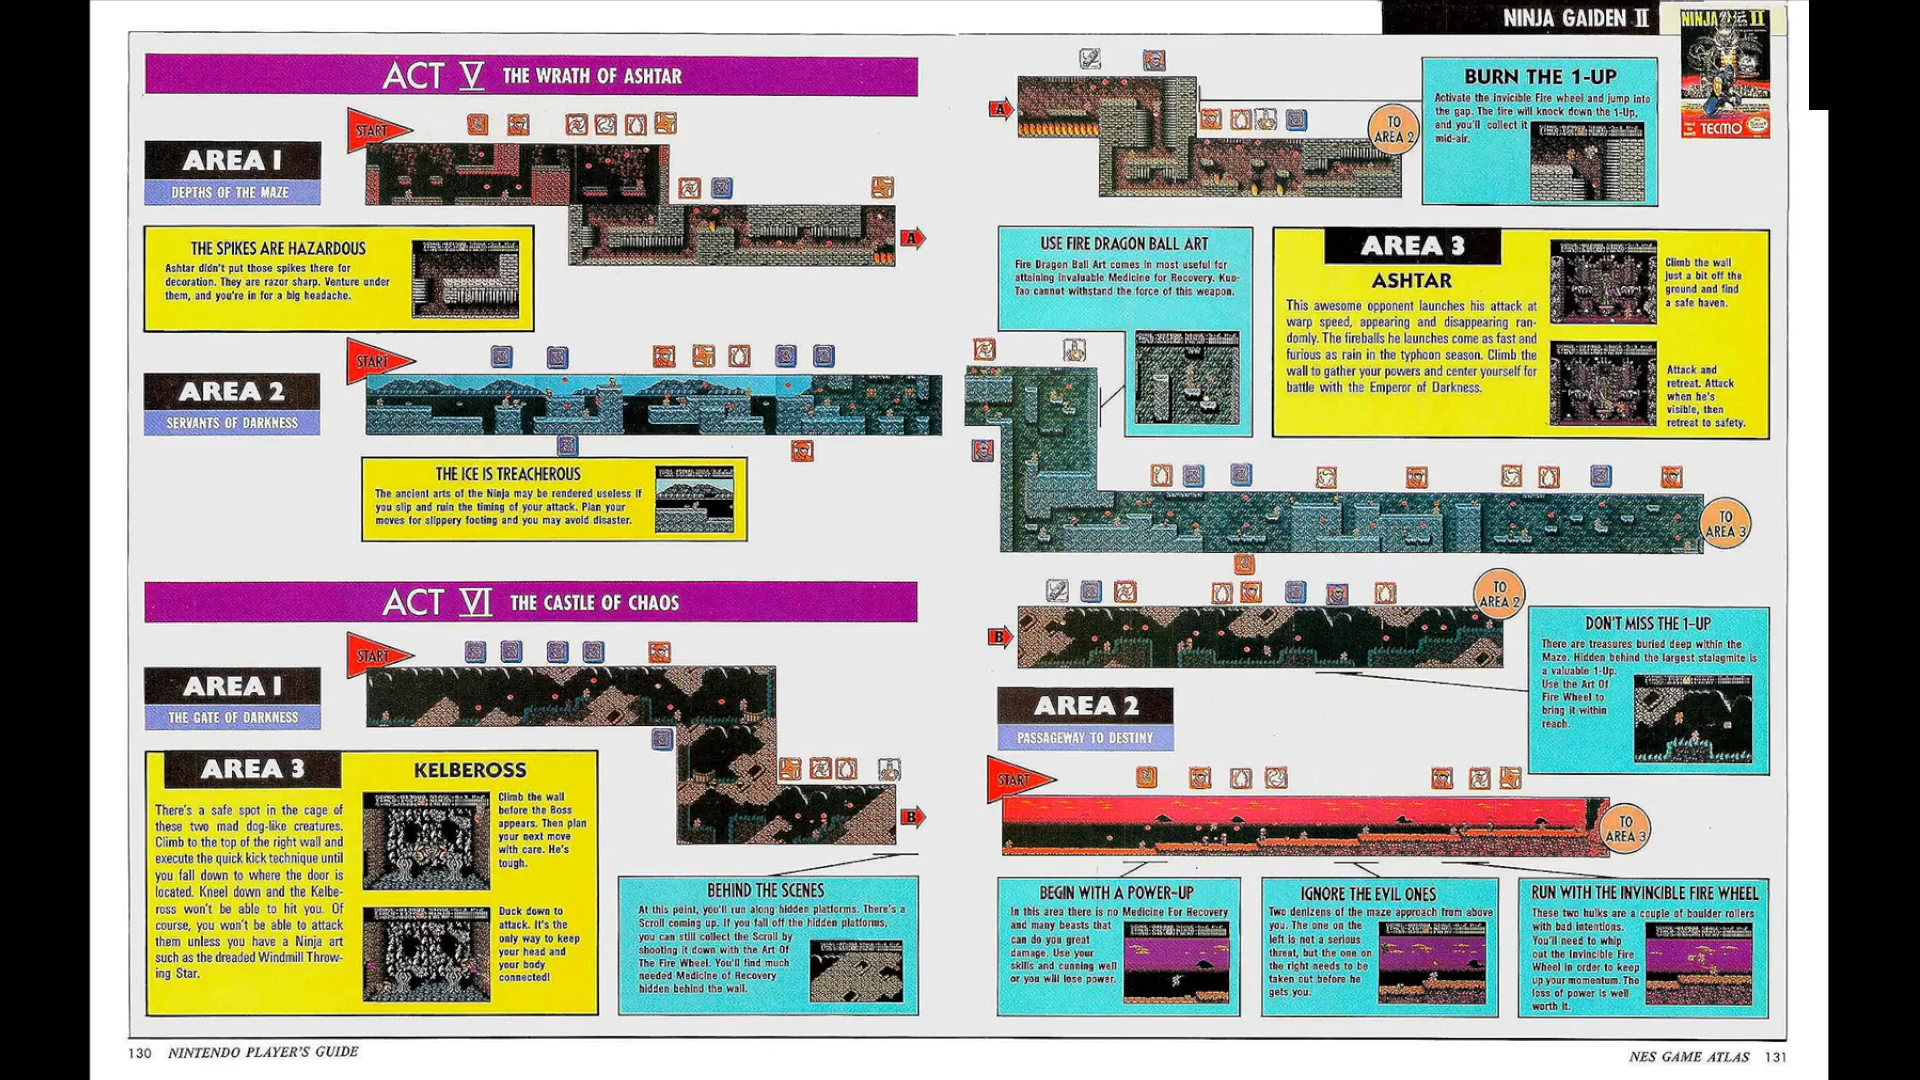 NINJA GAIDEN II
ACT V THE WRATH OF ASHTAR
START
AREA 1
DEPTHS OF THE MAZE
A
THE SPIKES ARE HAZARDOUS
Ashtar didn't put those spikes there for
decoration. They are razor sharp. Venture under
them, and you're in for a big headache.
START
AREA 2
SERVANTS OF DARKNESS
THE ICE IS TREACHEROUS
The ancient arts of the Ninja may be rendered useless if
you slip and ruin the timing of your attack. Plan your
moves for slippery footing and you may avoid disaster.
A
TO
AREA 2
BURN THE 1-UP
Activate the Invicible Fire wheel and jump into
the gap. The fire will knock down the 1-Up,
and you'll collect it
mid-air.
NINJA II
TECMO
USE FIRE DRAGON BALL ART
Fire Dragon Ball Art comes in most useful for
attaining invaluable Medicine for Recovery. Kuo-
Tao cannot withstand the force of this weapon.
AREA 3
ASHTAR
This awesome opponent launches his attack at
warp speed, appearing and disappearing ran-
domly. The fireballs he launches come as fast and
furious as rain in the typhoon season. Climb the
wall to gather your powers and center yourself for
battle with the Emperor of Darkness.
Climb the wall
just a bit off the
ground and find
a safe haven.
Attack and
retreat. Attack
when he's
visible, then
retreat to safety.
TO
AREA 3
ACT VI THE CASTLE OF CHAOS
START
AREA 1
THE GATE OF DARKNESS
B
AREA 3
KELBEROSS
There's a safe spot in the cage of
these two mad dog-like creatures.
Climb to the top of the right wall and
execute the quick kick technique until
you fall down to where the door is
located. Kneel down and the Kelbe-
ross won't be able to hit you. Of
course, you won't be able to attack
them unless you have a Ninja art
such as the dreaded Windmill Throw-
ing Star.
Climb the wall
before the Boss
appears. Then plan
your next move
with care. He's
tough.
Duck down to
attack. It's the
only way to keep
your head and
your body
connected!
BEHIND THE SCENES
At this point, you'll run along hidden platforms. There's a
Scroll coming up. If you fall off the hidden platforms,
you can still collect the Scroll by
shooting it down with the Art Of
The Fire Wheel. You'll find much
needed Medicine of Recovery
hidden behind the wall.
B
TO
AREA 2
DON'T MISS THE 1-UP
There are treasures buried deep within the
Maze. Hidden behind the largest stalagmite is
a valuable 1-Up.
Use the Art Of
Fire Wheel to
bring it within
reach.
AREA 2
PASSAGEWAY TO DESTINY
START
TO
AREA 3
BEGIN WITH A POWER-UP
In this area there is no Medicine For Recovery
and many beasts that
can do you great
damage. Use your
skills and cunning well
or you will lose power.
IGNORE THE EVIL ONES
Two denizens of the maze approach from above
you. The one on the
left is not a serious
threat, but the one on
the right needs to be
taken out before he
gets you.
RUN WITH THE INVINCIBLE FIRE WHEEL
These two hulks are a couple of boulder rollers
with bad intentions.
You'll need to whip
out the Invicible Fire
Wheel in order to keep
up your momentum. The
loss of power is well
worth it.
130 NINTENDO PLAYER'S GUIDE
NES GAME ATLAS 131